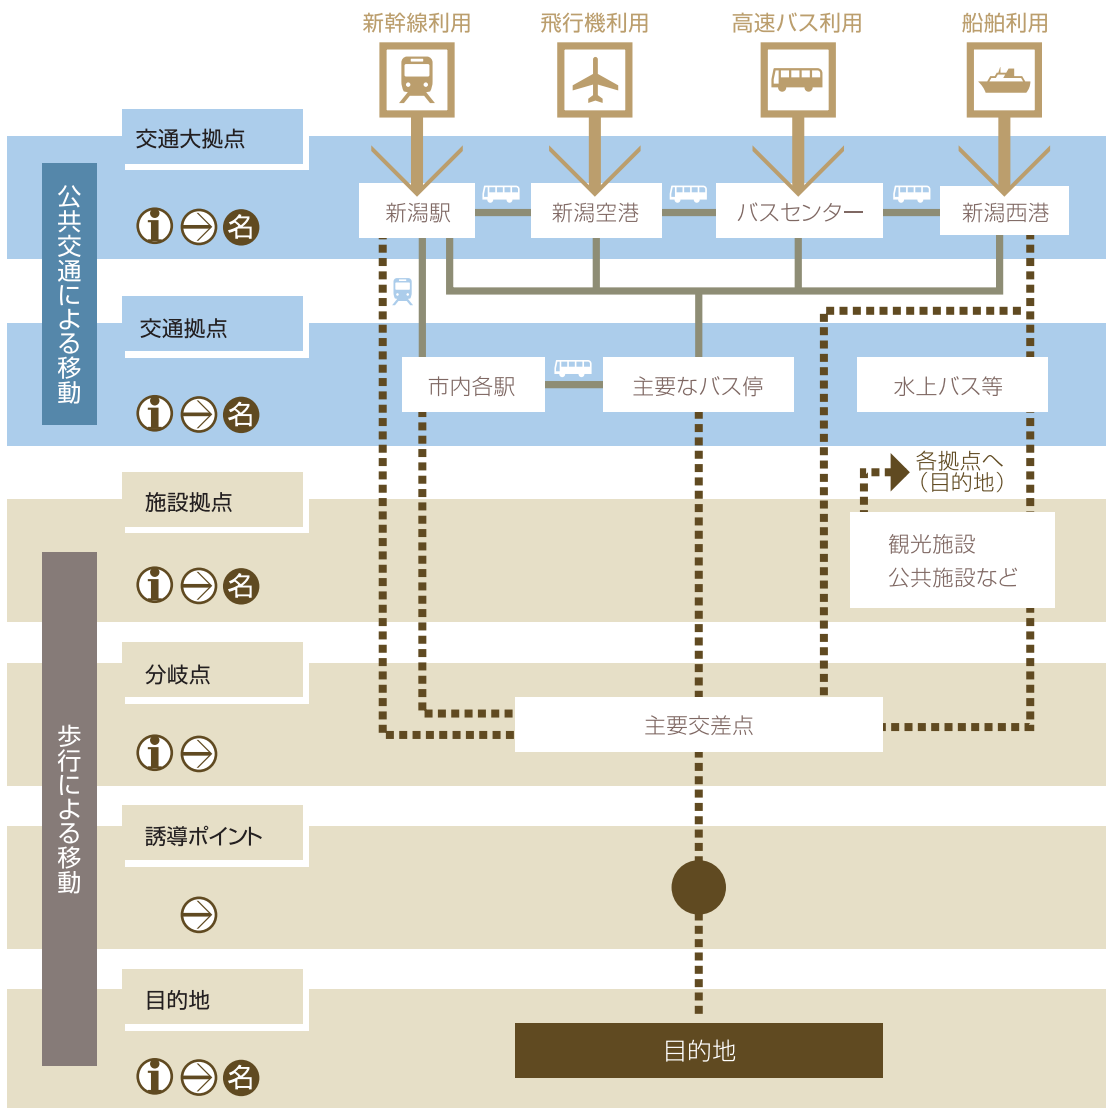 新幹線利用
飛行機利用
高速バス利用
船舶利用
公共交通による移動
交通大拠点
i
名
新潟駅
新潟空港
バスセンター
新潟西港
交通拠点
i
名
市内各駅
主要なバス停
水上バス等
歩行による移動
施設拠点
i
名
各拠点へ
（目的地）
観光施設
公共施設など
分岐点
i
主要交差点
誘導ポイント
目的地
i
名
目的地